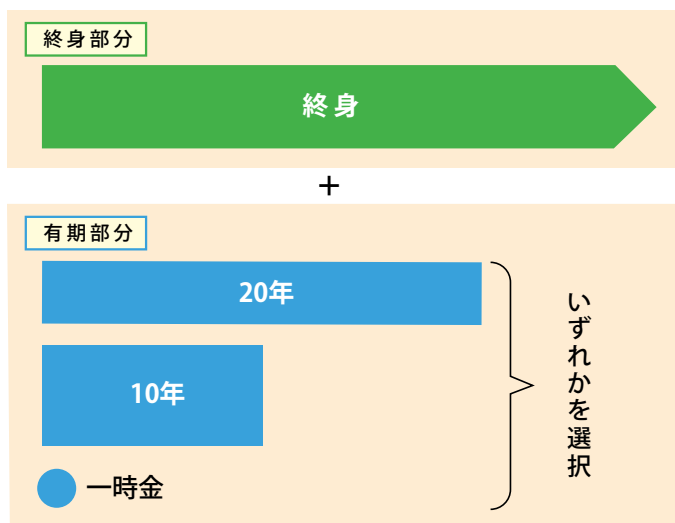 終身部分
終身
+
有期部分
20年
10年
一時金
いずれかを選択